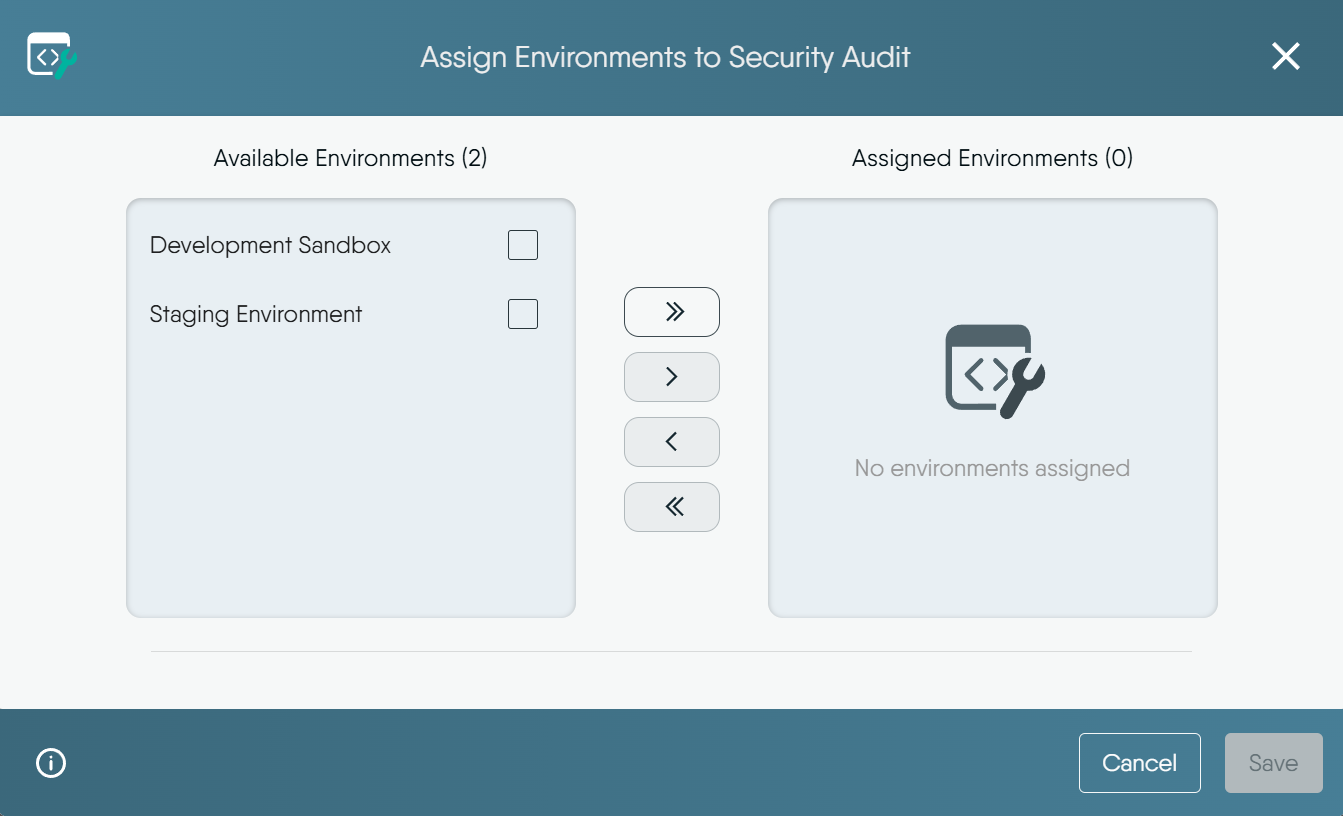 Assign Environments to Security Audit
Available Environments (2)
Assigned Environments (0)
Development Sandbox
Staging Environment
No environments assigned
Cancel
Save